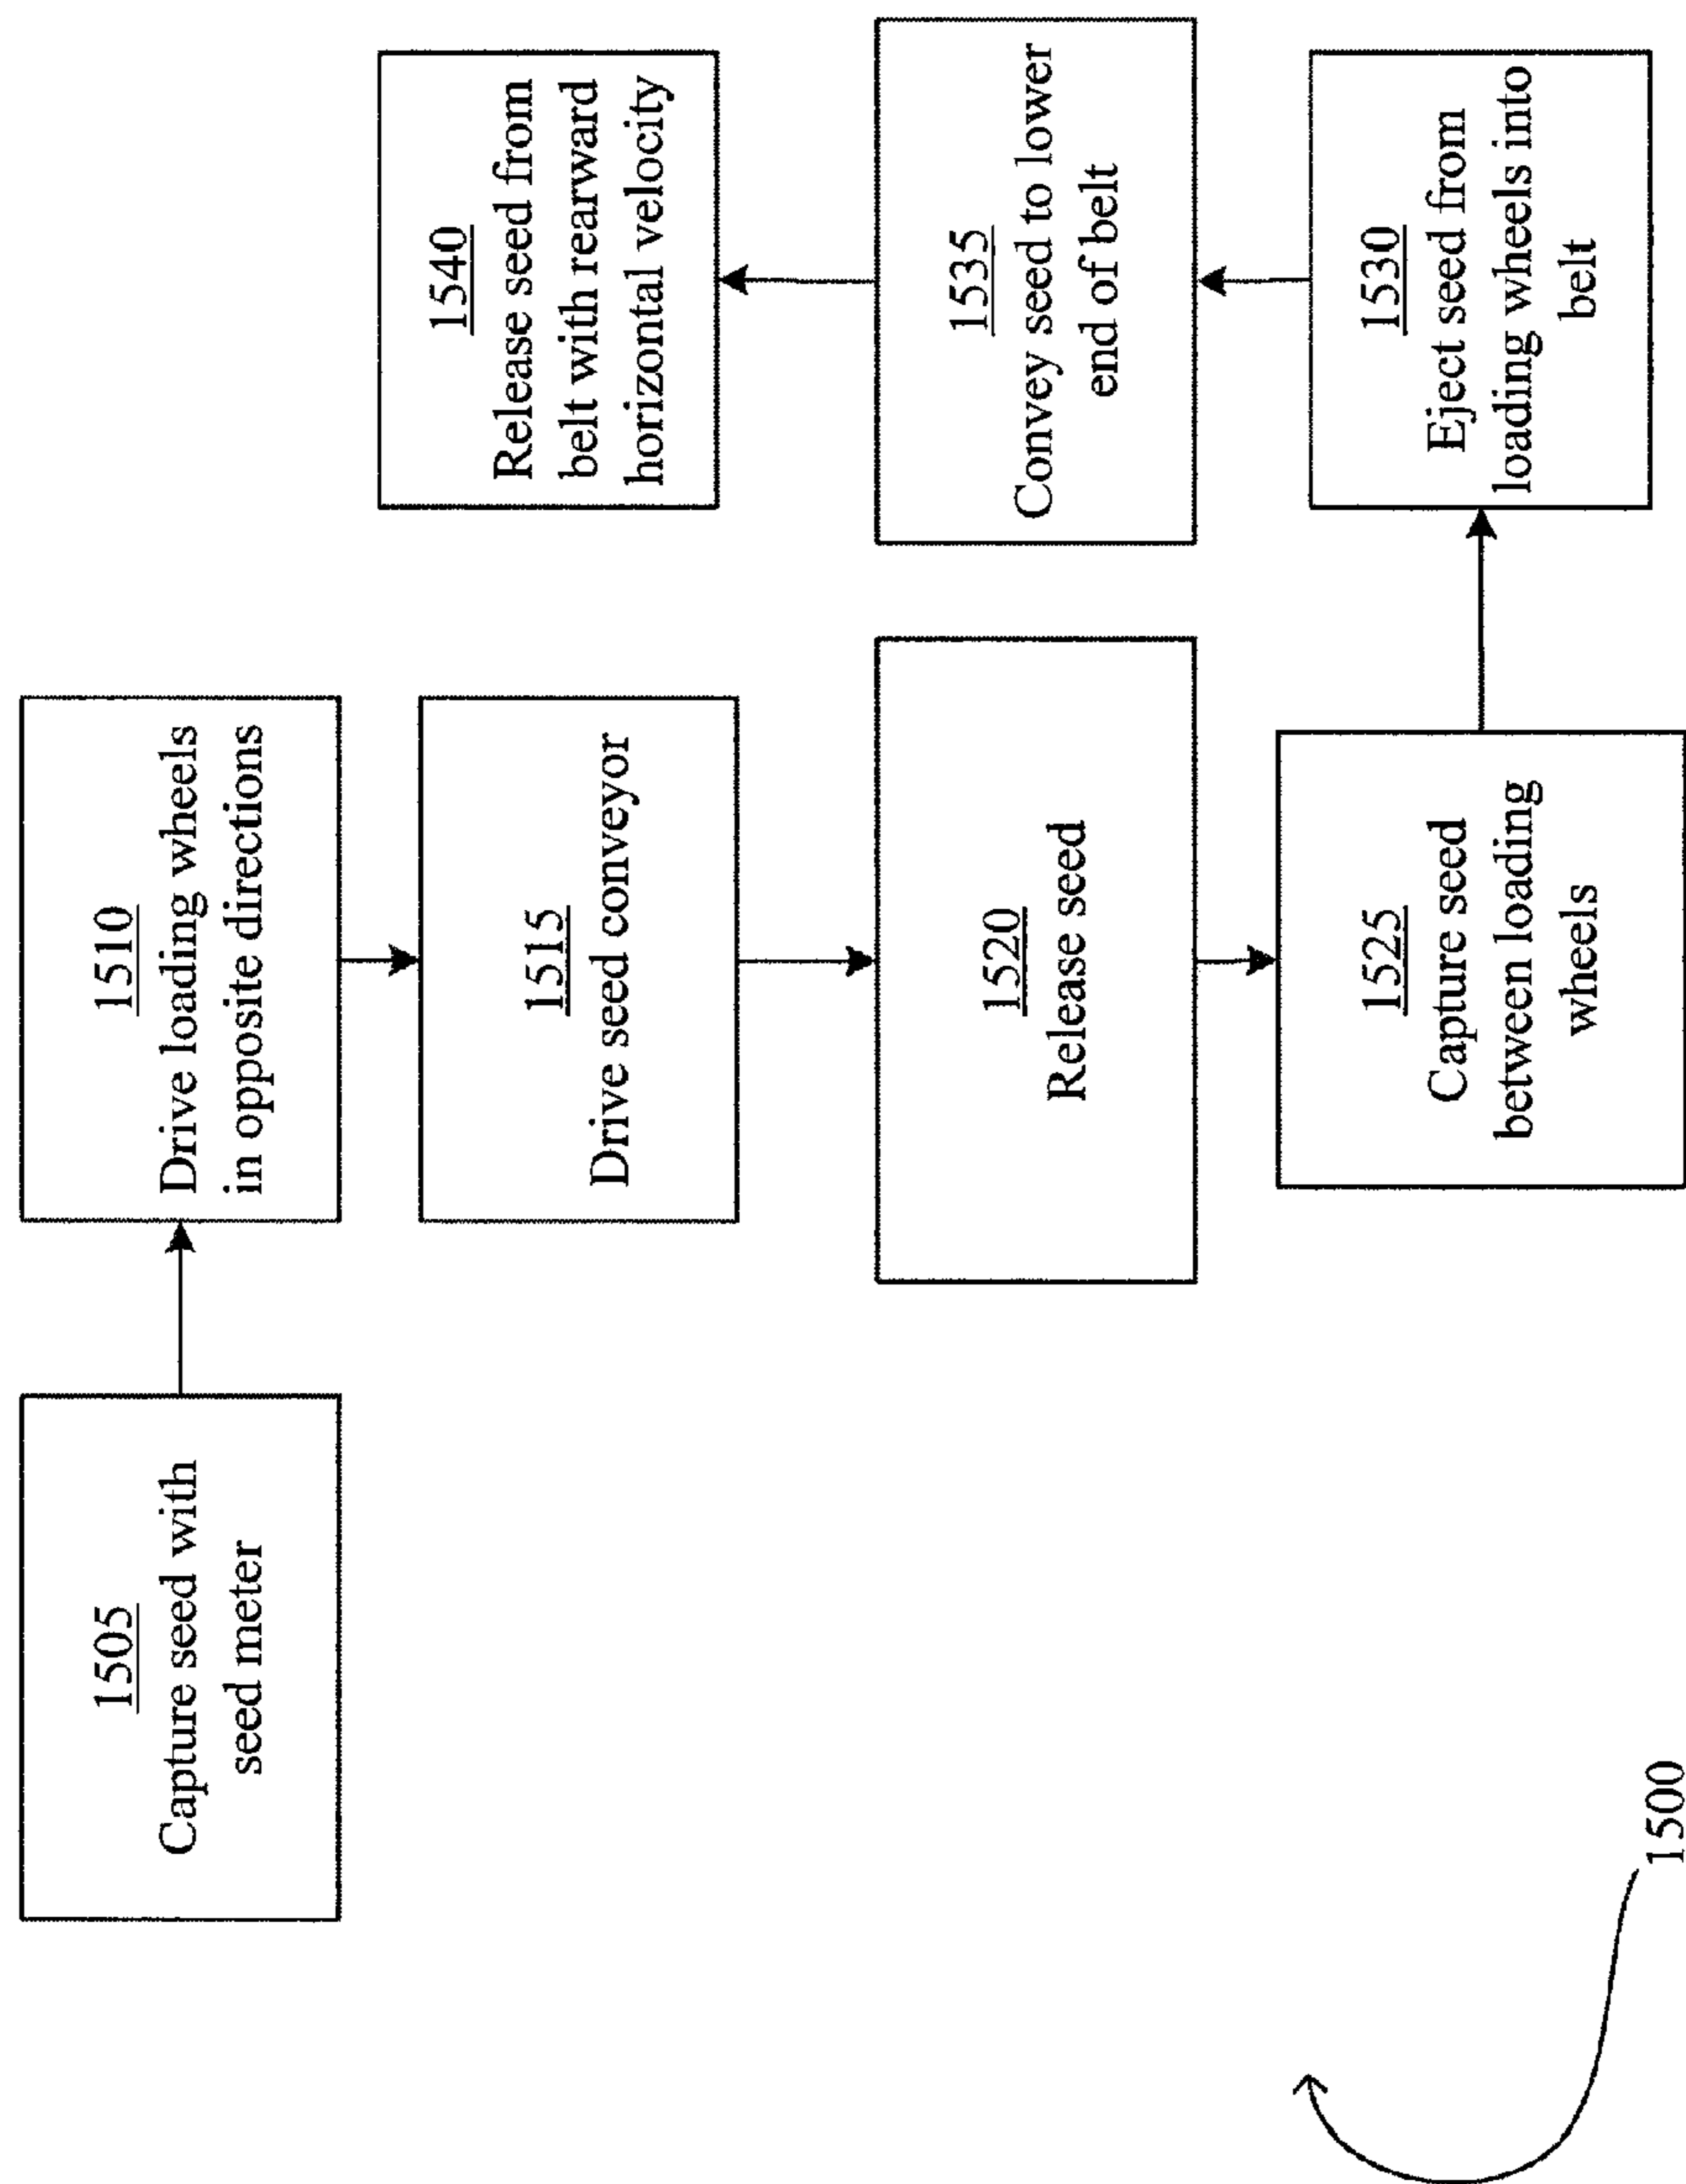 1505
Capture seed with
seed meter
1510
Drive loading wheels
in opposite directions
1515
Drive seed conveyor
1520
Release seed
1525
Capture seed
between loading
wheels
1530
Eject seed from
loading wheels into
belt
1535
Convey seed to lower
end of belt
1540
Release seed from
belt with rearward
horizontal velocity
1500